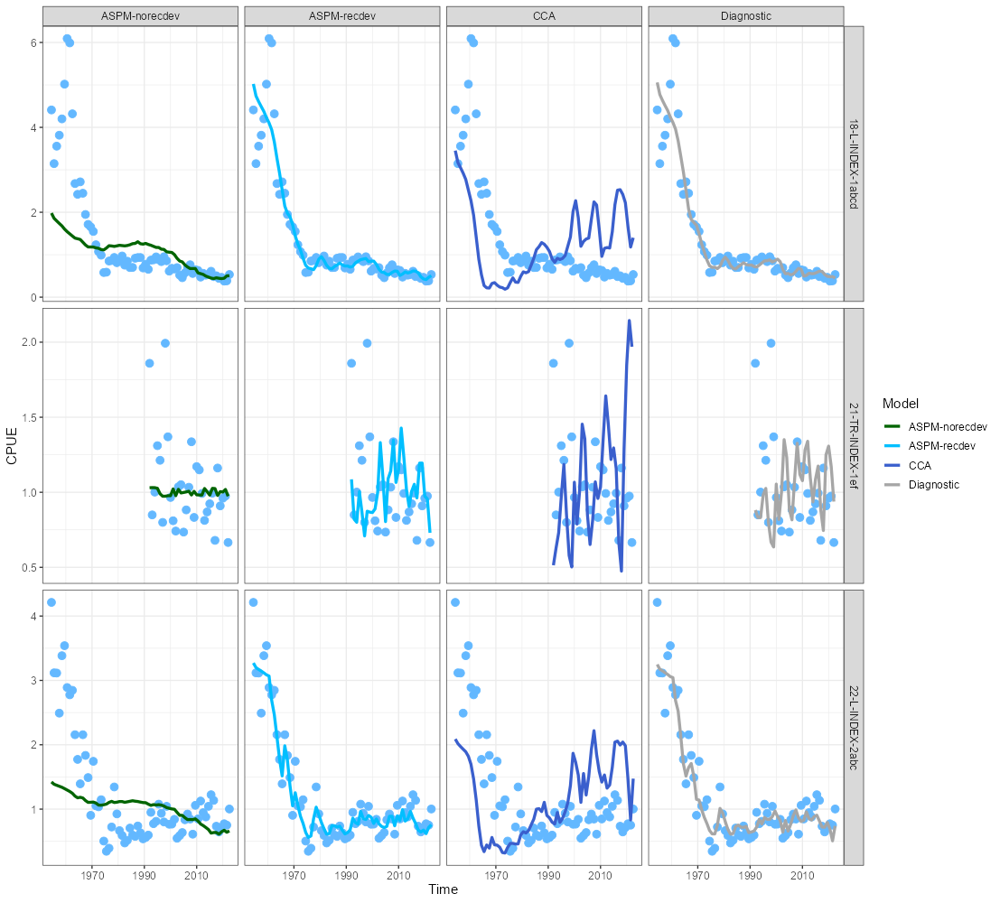 ASPM-norecdev
ASPM-recdev
CCA
Diagnostic
6
4
2
0
18-L-INDEX-1abcd
2.0
1.5
1.0
0.5
21-TR-INDEX-1ef
4
3
2
1
22-L-INDEX-2abc
CPUE
1970
1990
2010
1970
1990
2010
1970
1990
2010
1970
1990
2010
Time
Model
ASPM-norecdev
ASPM-recdev
CCA
Diagnostic